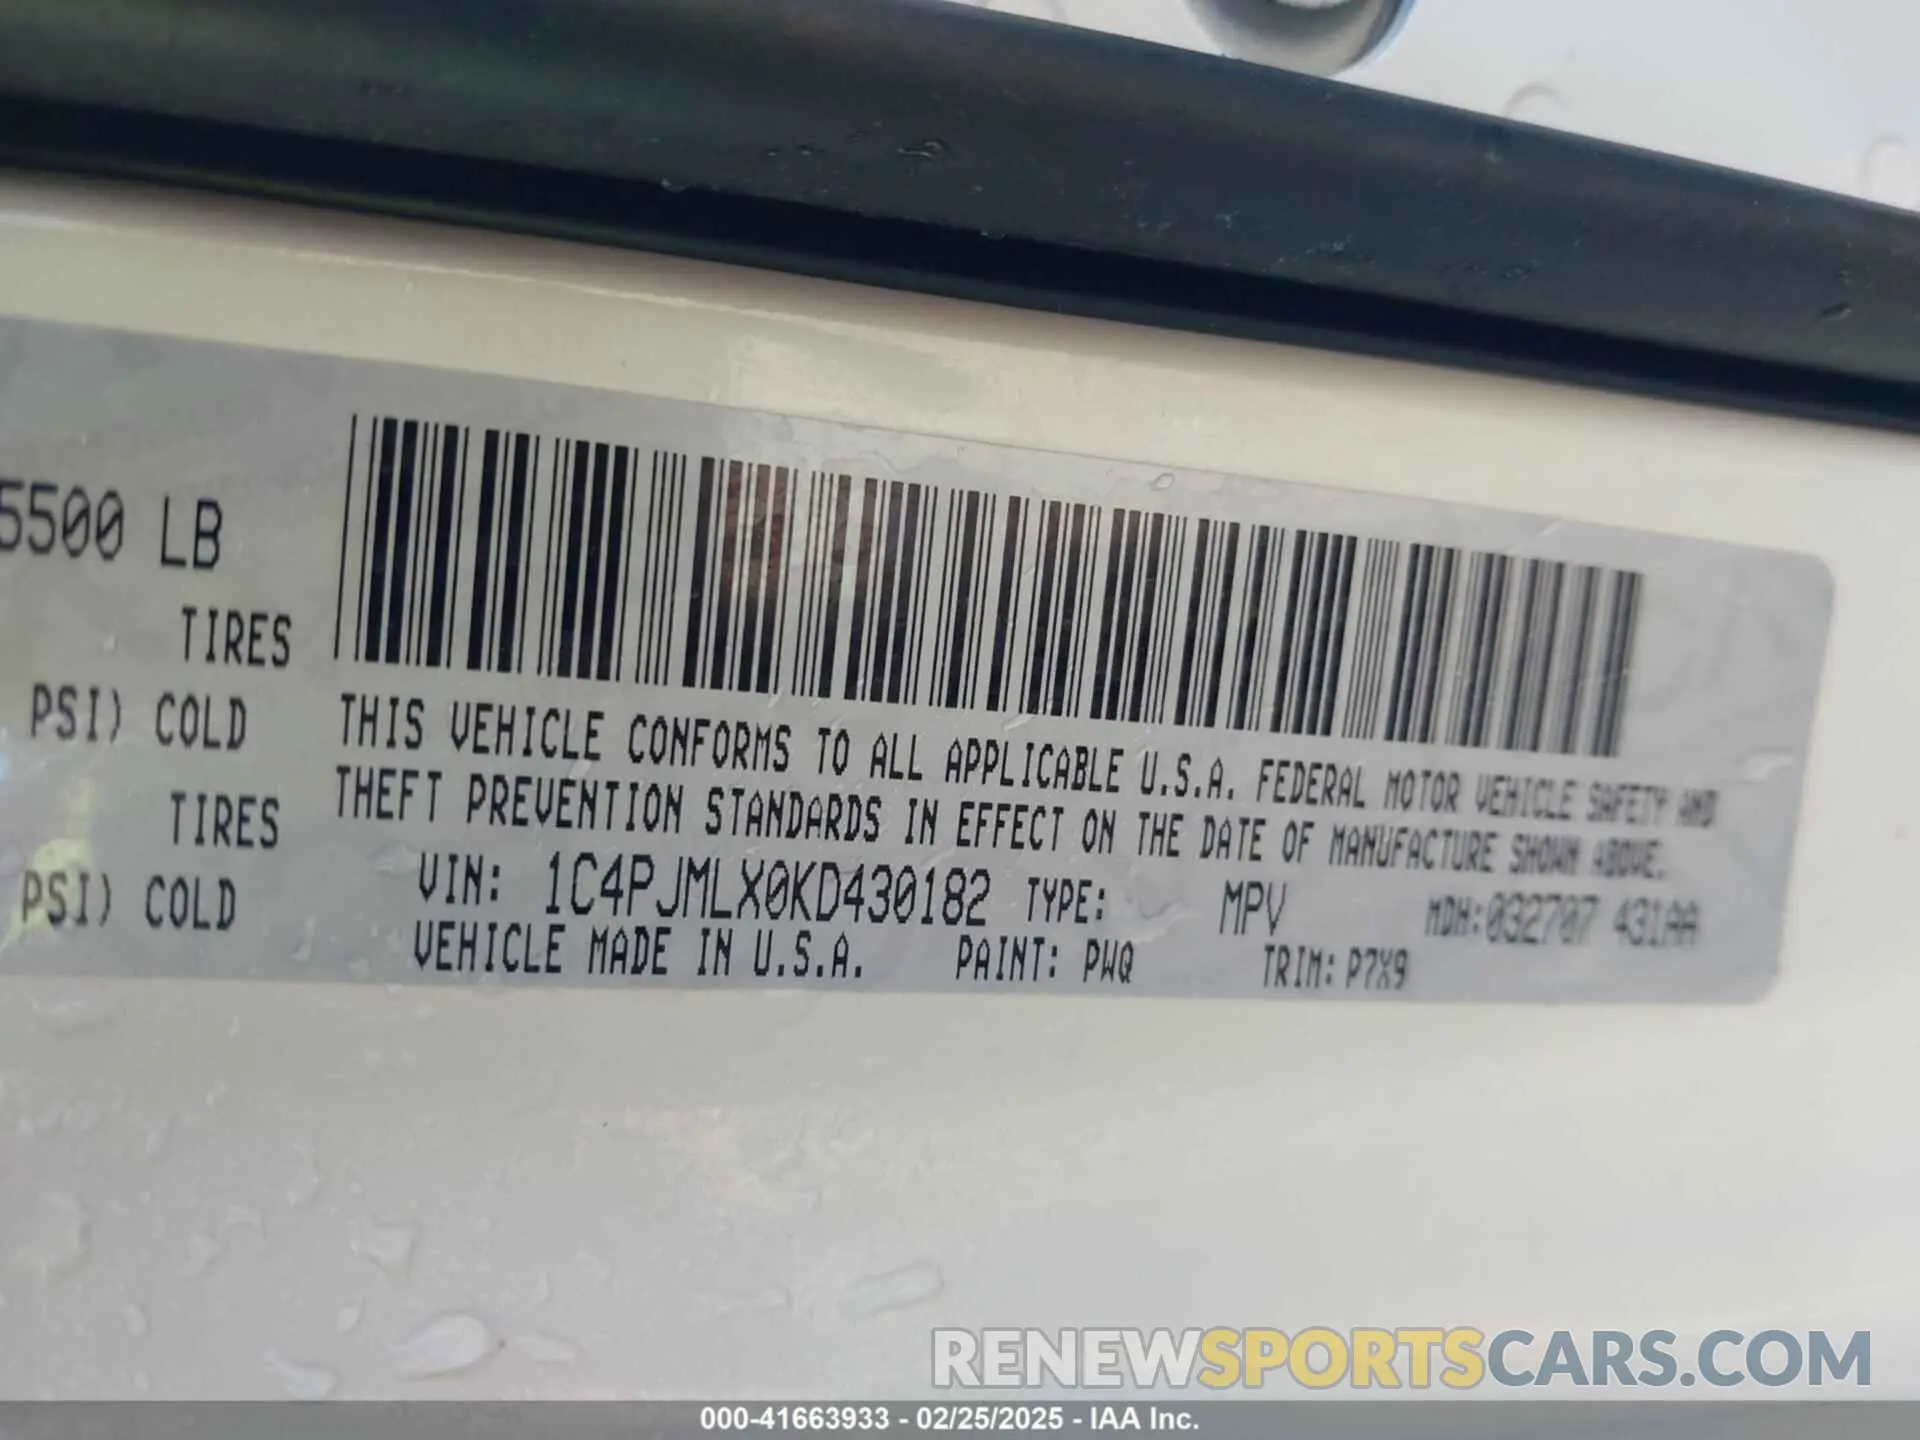 5500 LB
TIRES
PSI) COLD
TIRES
PSI) COLD
THIS VEHICLE CONFORMS TO ALL APPLICABLE U.S.A. FEDERAL MOTOR VEHICLE SAFETY AND
THEFT PREVENTION STANDARDS IN EFFECT ON THE DATE OF MANUFACTURE SHOWN ABOVE.
VIN: 1C4PJMLX0KD430182 TYPE: MPV MDH:032707 431AA
VEHICLE MADE IN U.S.A. PAINT: PWQ TRIM: P7X9
RENEWSPORTSCARS.COM
000-41663933 - 02/25/2025 - IAA Inc.